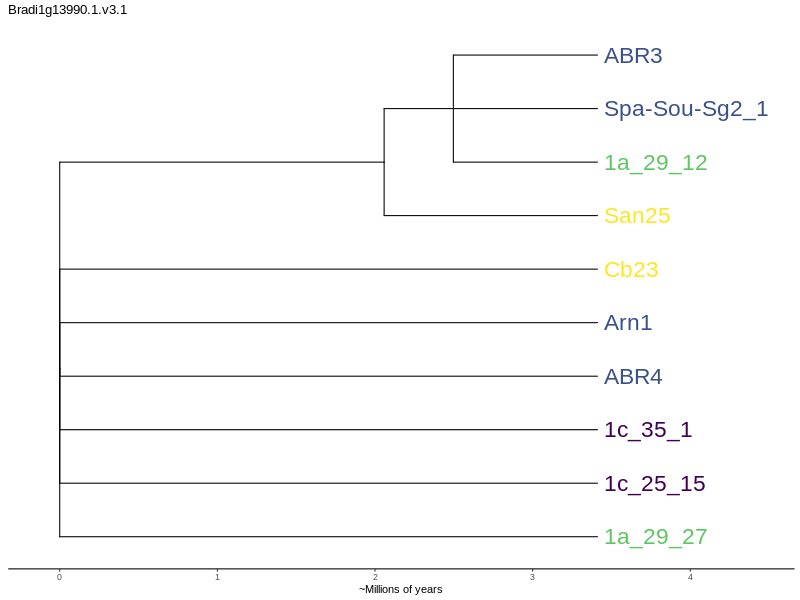 Bradi1g13990.1.v3.1
ABR3
Spa-Sou-Sg2_1
1a_29_12
San25
Cb23
Arn1
ABR4
1c_35_1
1c_25_15
1a_29_27
0 1 2 3 4
~Millions of years